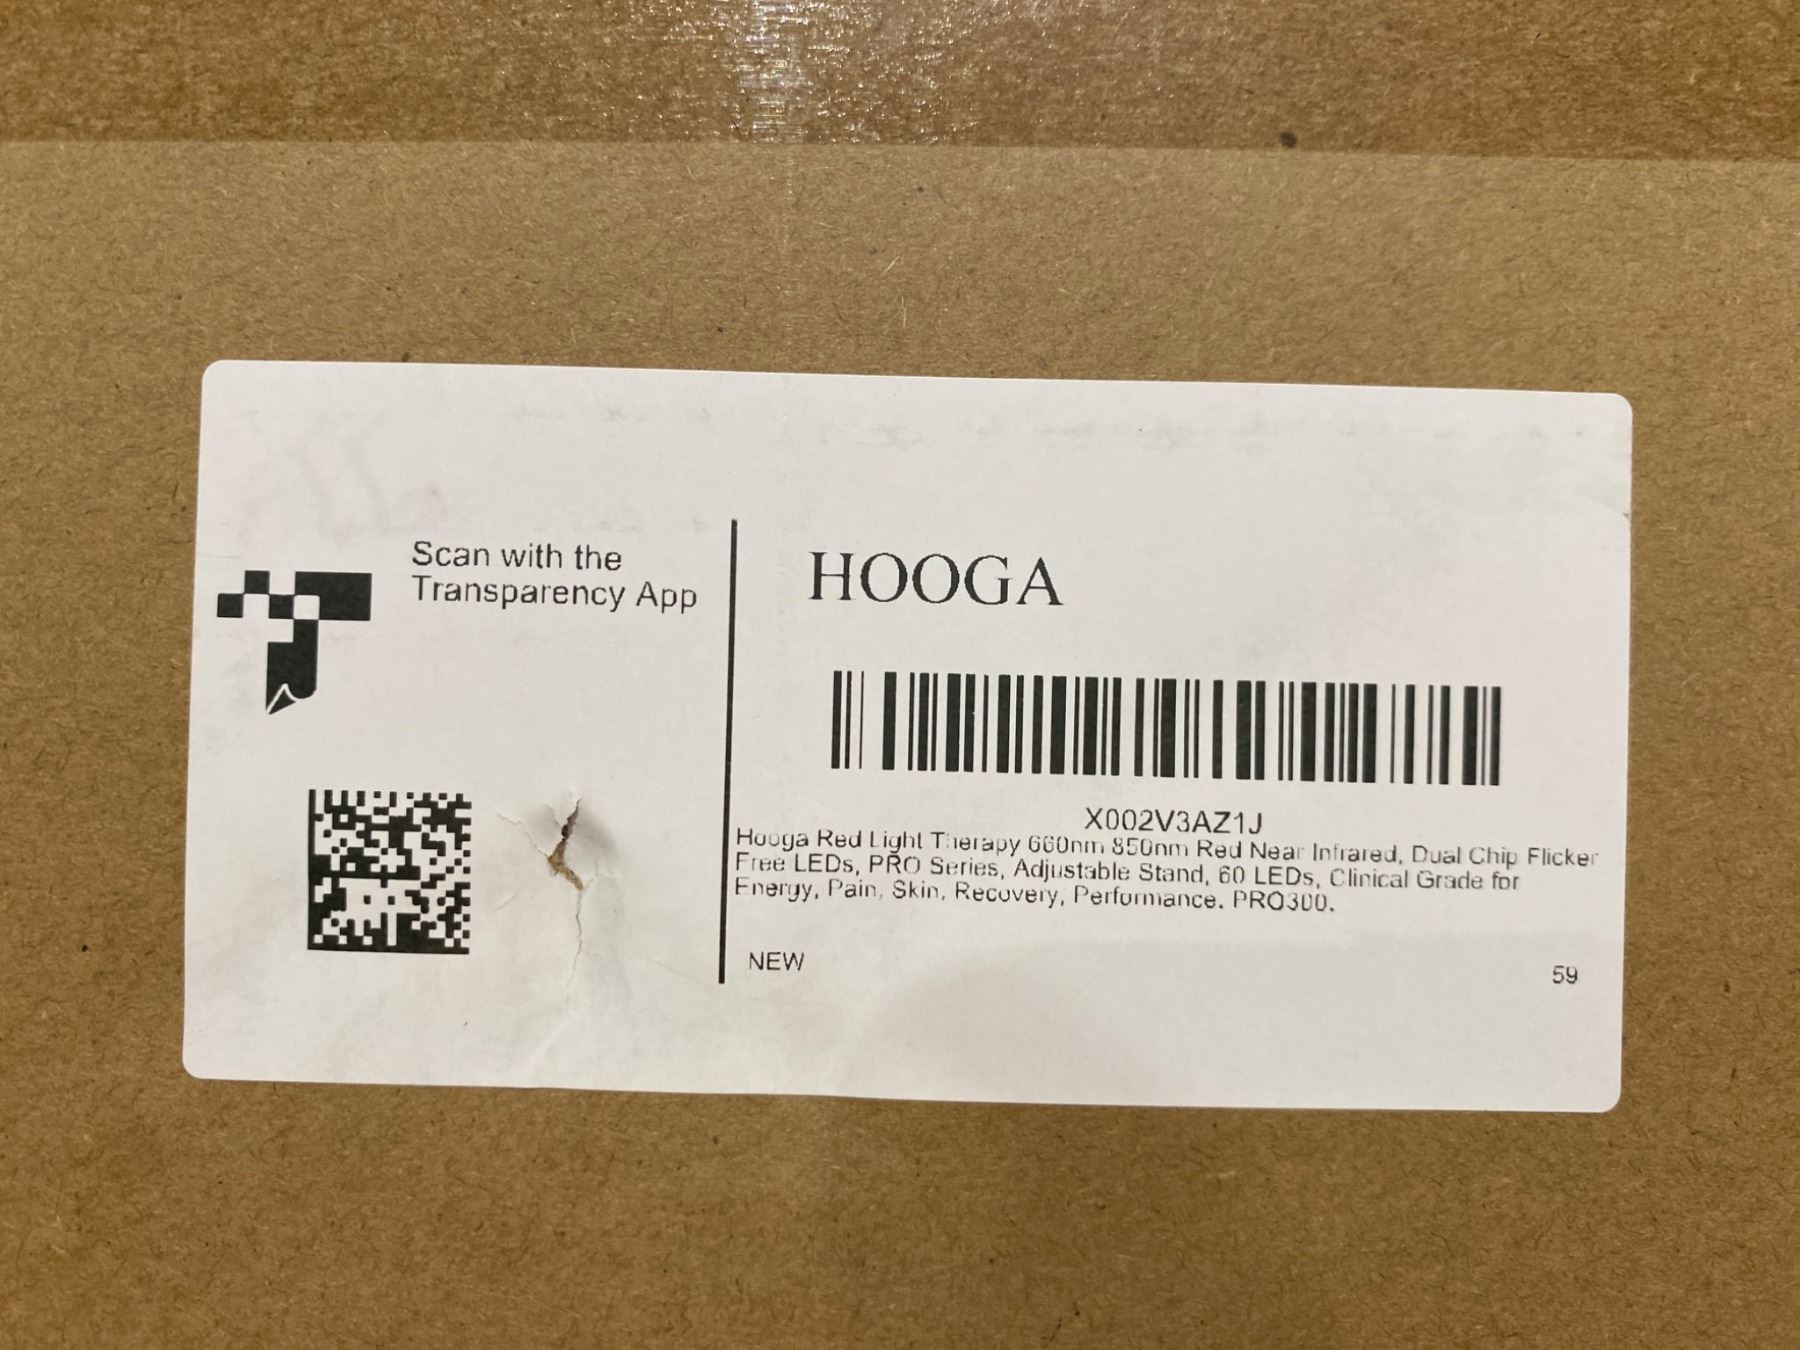 Scan with the
Transparency App
HOOGA
X002V3AZ1J
Hooga Red Light Therapy 660nm 850nm Red Near Infrared, Dual Chip Flicker
Free LEDs, PRO Series, Adjustable Stand, 60 LEDs, Clinical Grade for
Energy, Pain, Skin, Recovery, Performance. PRO300.
NEW
59